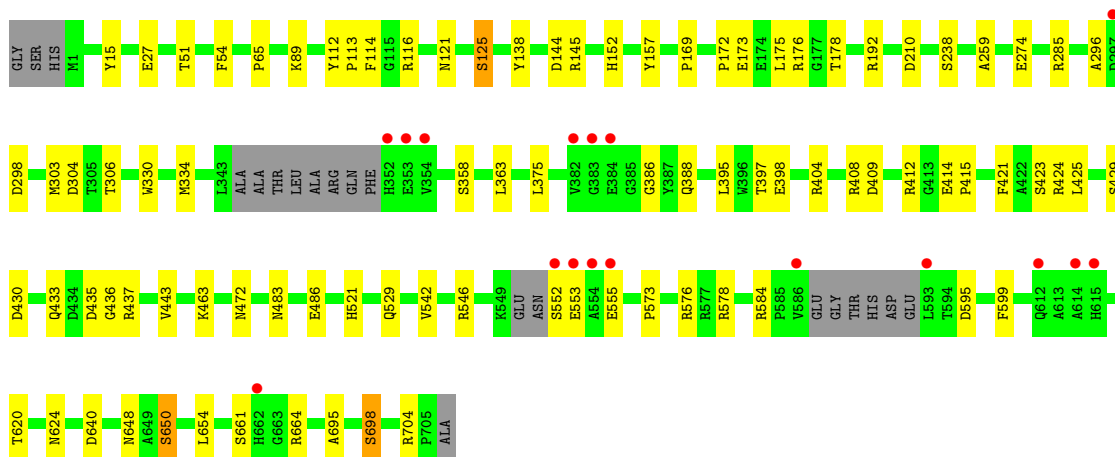 GLY SER HIS M1 Y15 E27 T51 F54 P65 K89 Y112 P113 F114 G115 R116 N121 S125 Y138 D144 R145 H152 Y157 P169 P172 E173 E174 L175 R176 G177 T178 R192 D210 S238 A259 E274 R285 A296 D297
D298 M303 D304 T305 T306 W330 M334 L343 ALA ALA THR LEU ALA ARG GLN PHE H352 E353 V354 S358 L363 L375 V382 G383 E384 G385 G386 Y387 Q388 L395 W396 T397 E398 R404 R408 D409 R412 G413 E414 P415 F421 A422 S423 R424 L425 S429
D430 Q433 D434 D435 G436 R437 V443 K463 N472 N483 E486 H521 Q529 V542 R546 K549 GLU ASN S552 E553 A554 E555 P573 R576 R577 R578 R584 P585 V586 GLU GLY THR HIS ASP GLU L593 T594 D595 F599 Q612 A613 A614 H615
T620 N624 D640 N648 A649 S650 L654 S661 H662 G663 R664 A695 S698 R704 P705 ALA